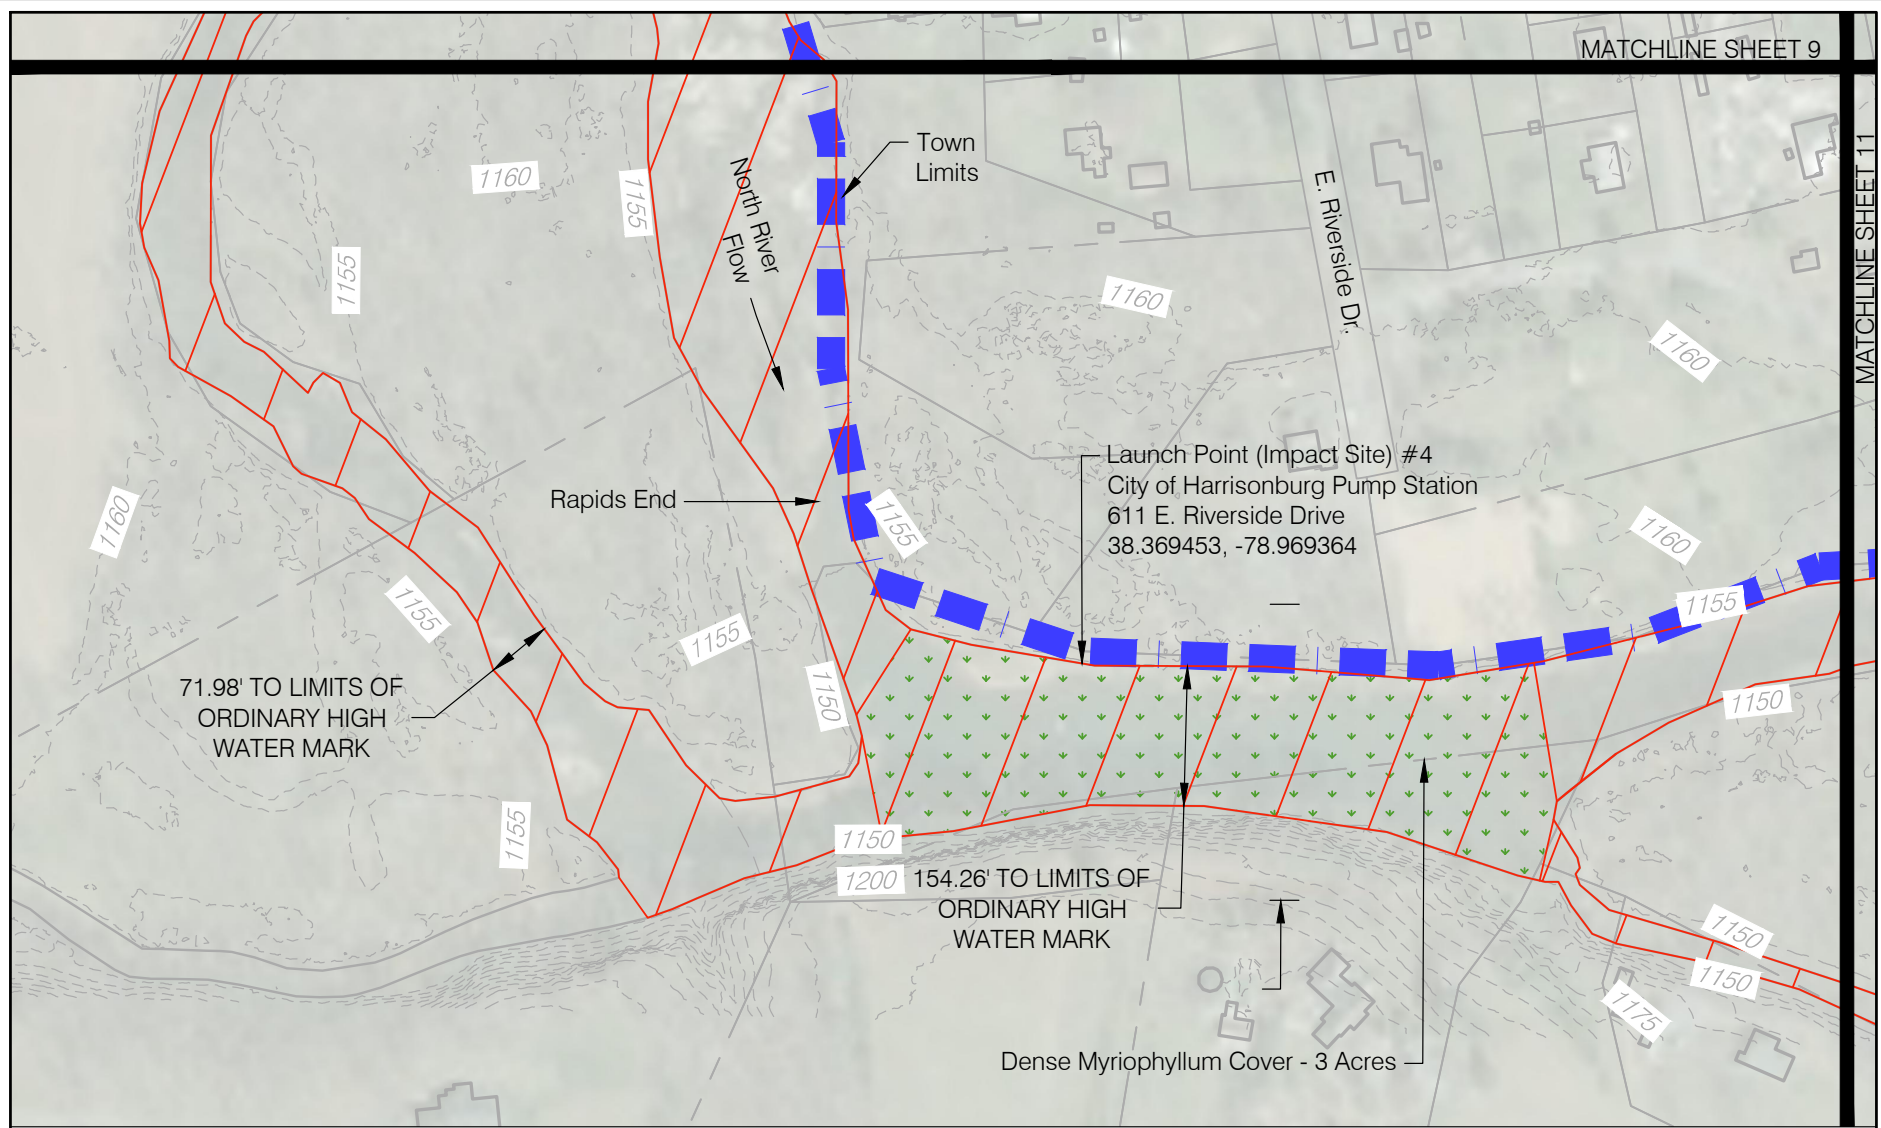 MATCHLINE SHEET 9
MATCHLINE SHEET 11
Town
Limits
1160
1155
North River
Flow
E. Riverside Dr.
1155
1160
1160
Launch Point (Impact Site) #4
City of Harrisonburg Pump Station
611 E. Riverside Drive
38.369453, -78.969364
Rapids End
1160
1155
1160
1155
1155
1155
1150
71.98' TO LIMITS OF
ORDINARY HIGH
WATER MARK
1150
1155
1150
1200
154.26' TO LIMITS OF
ORDINARY HIGH
WATER MARK
1150
1150
1175
Dense Myriophyllum Cover - 3 Acres